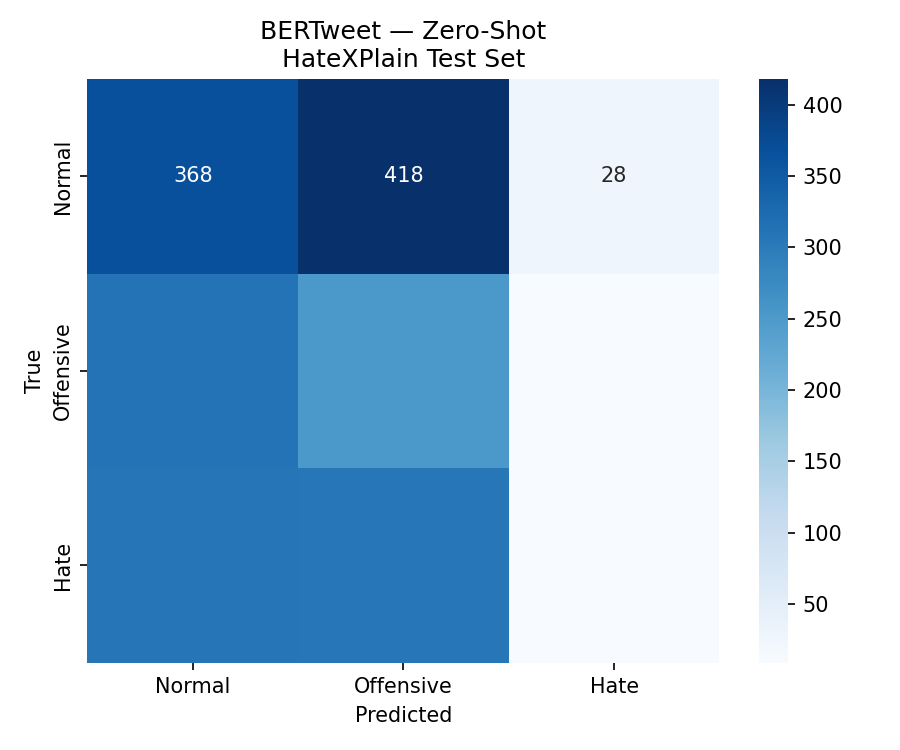 BERTweet — Zero-Shot
HateXPlain Test Set
Normal
368
418
28
True
Offensive
Hate
Normal
Offensive
Hate
Predicted
400
350
300
250
200
150
100
50